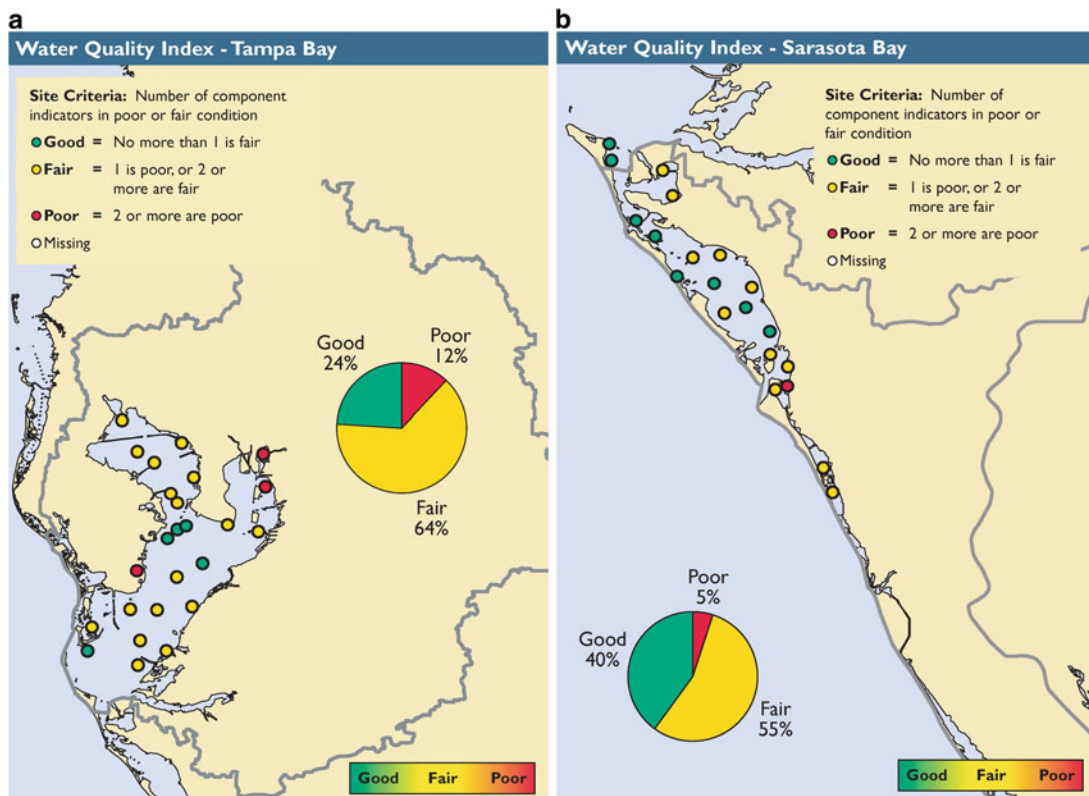 a
Water Quality Index - Tampa Bay
Site Criteria: Number of component
indicators in poor or fair condition
Good = No more than 1 is fair
Fair = 1 is poor, or 2 or
more are fair
Poor = 2 or more are poor
Missing
Good
24%
Poor
12%
Fair
64%
Good Fair Poor
b
Water Quality Index - Sarasota Bay
Site Criteria: Number of
component indicators in poor or
fair condition
Good = No more than 1 is fair
Fair = 1 is poor, or 2 or
more are fair
Poor = 2 or more are poor
Missing
Poor
5%
Good
40%
Fair
55%
Good Fair Poor